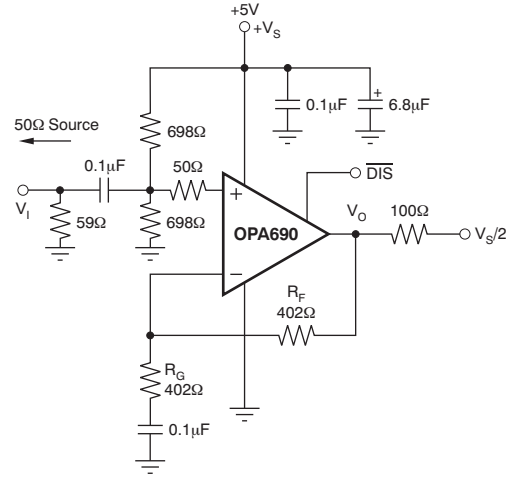 +5V
+V_S
0.1μF
+
6.8μF
50Ω Source
698Ω
0.1μF
50Ω
DIS
V_I
+
V_O
100Ω
59Ω
698Ω
OPA690
V_S/2
−
R_F
402Ω
R_G
402Ω
0.1μF